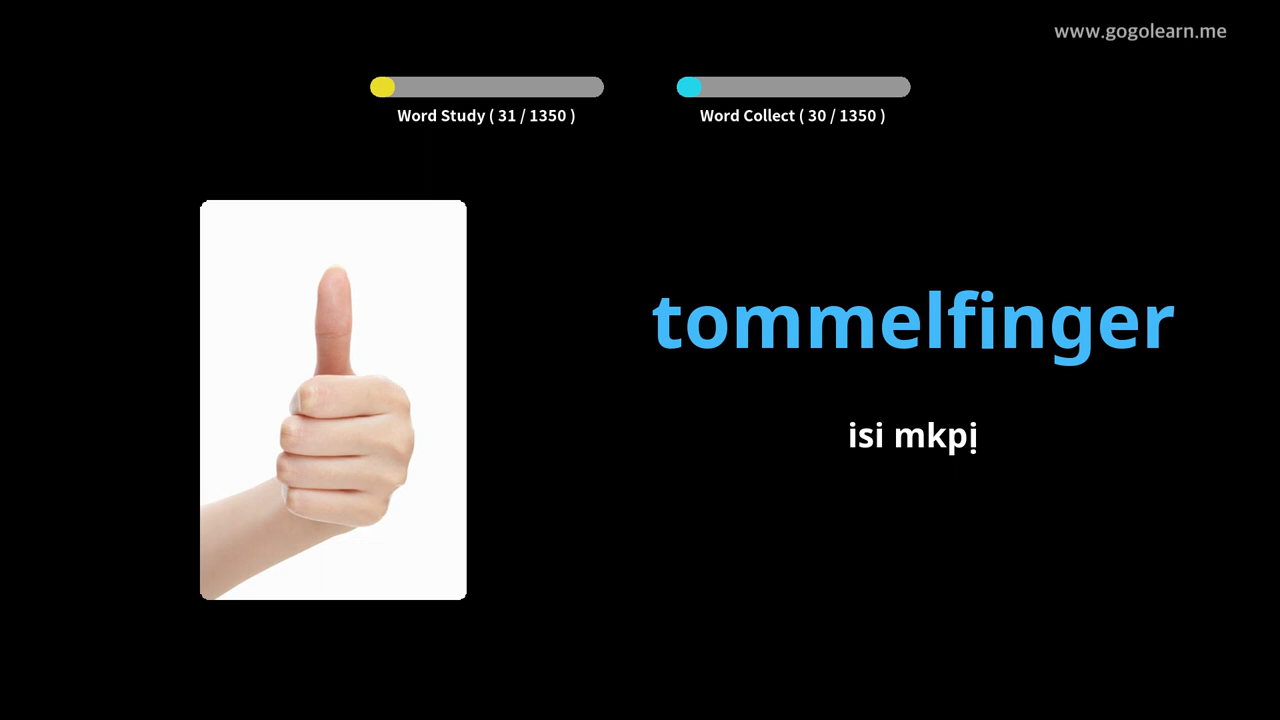 www.gogolearn.me
Word Study ( 31 / 1350 )
Word Collect ( 30 / 1350 )
tommelfinger
isi mkpị